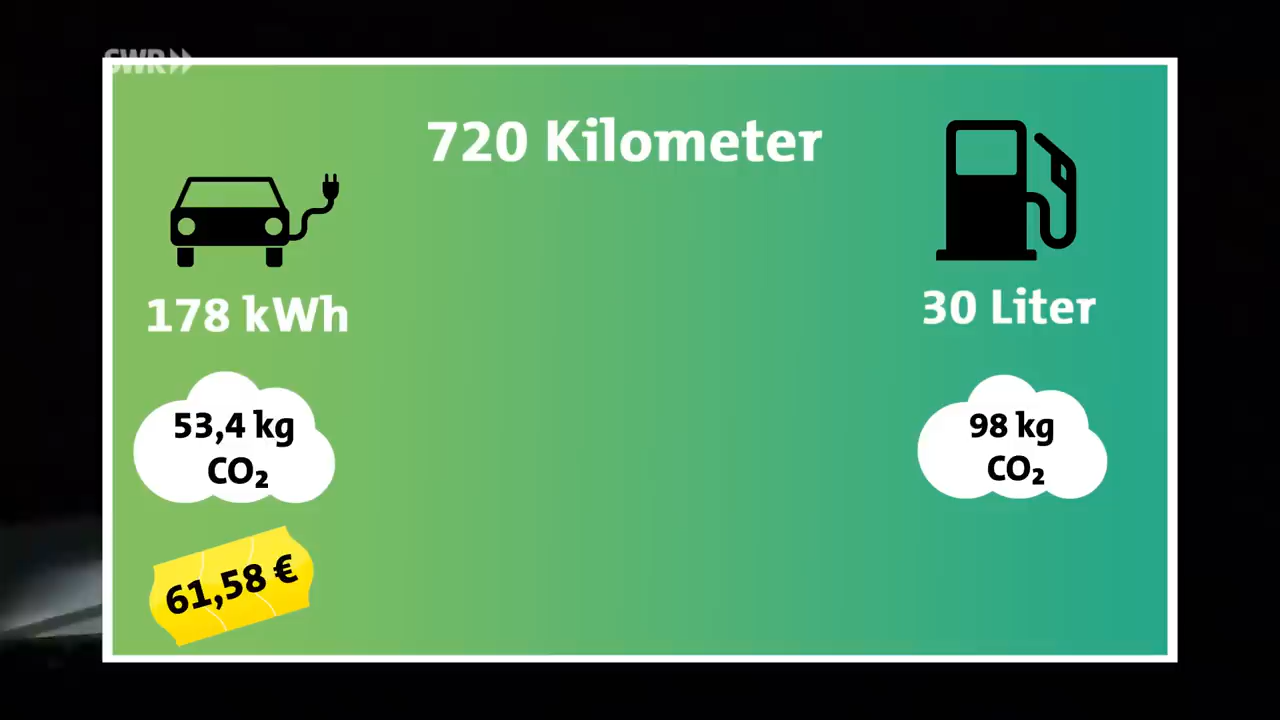 SWR
720 Kilometer
178 kWh
53,4 kg
CO₂
61,58 €
30 Liter
98 kg
CO₂